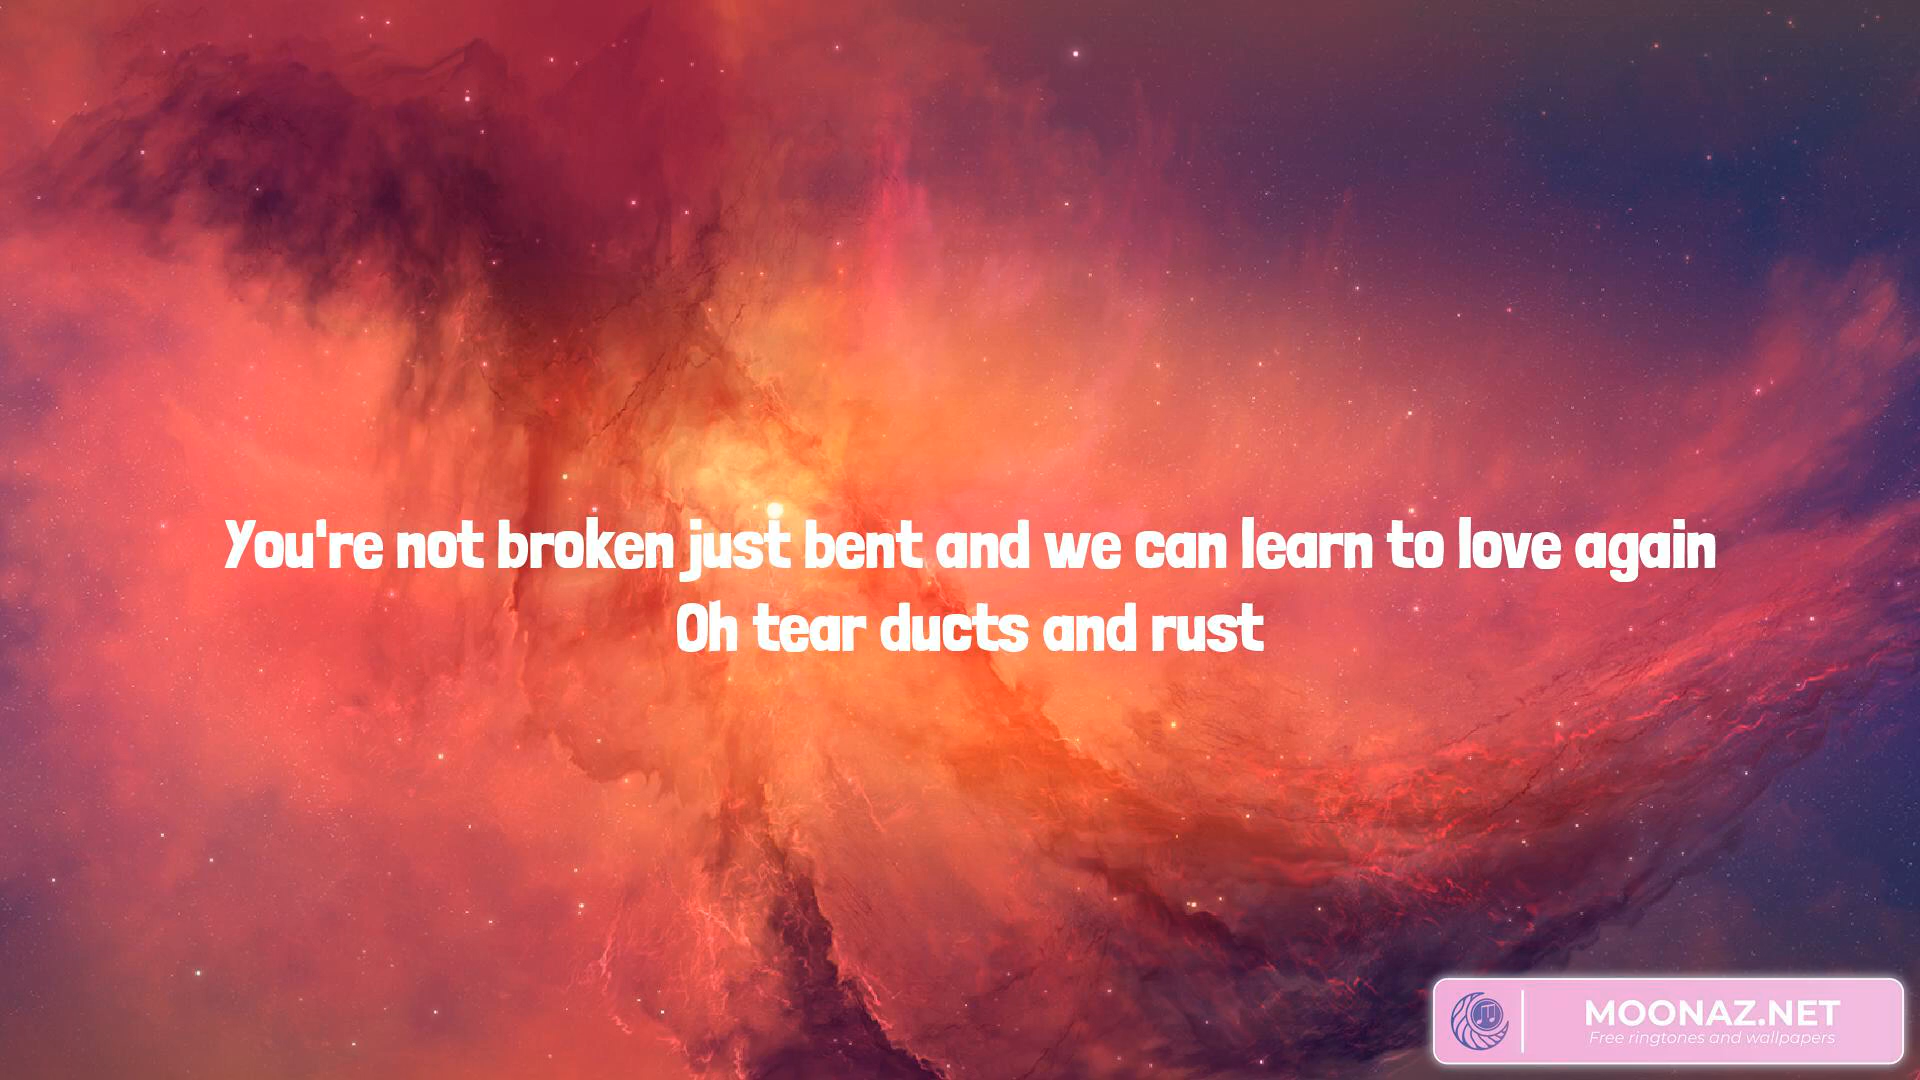 You're not broken just bent and we can learn to love again
Oh tear ducts and rust
MOONAZ.NET
Free ringtones and wallpapers